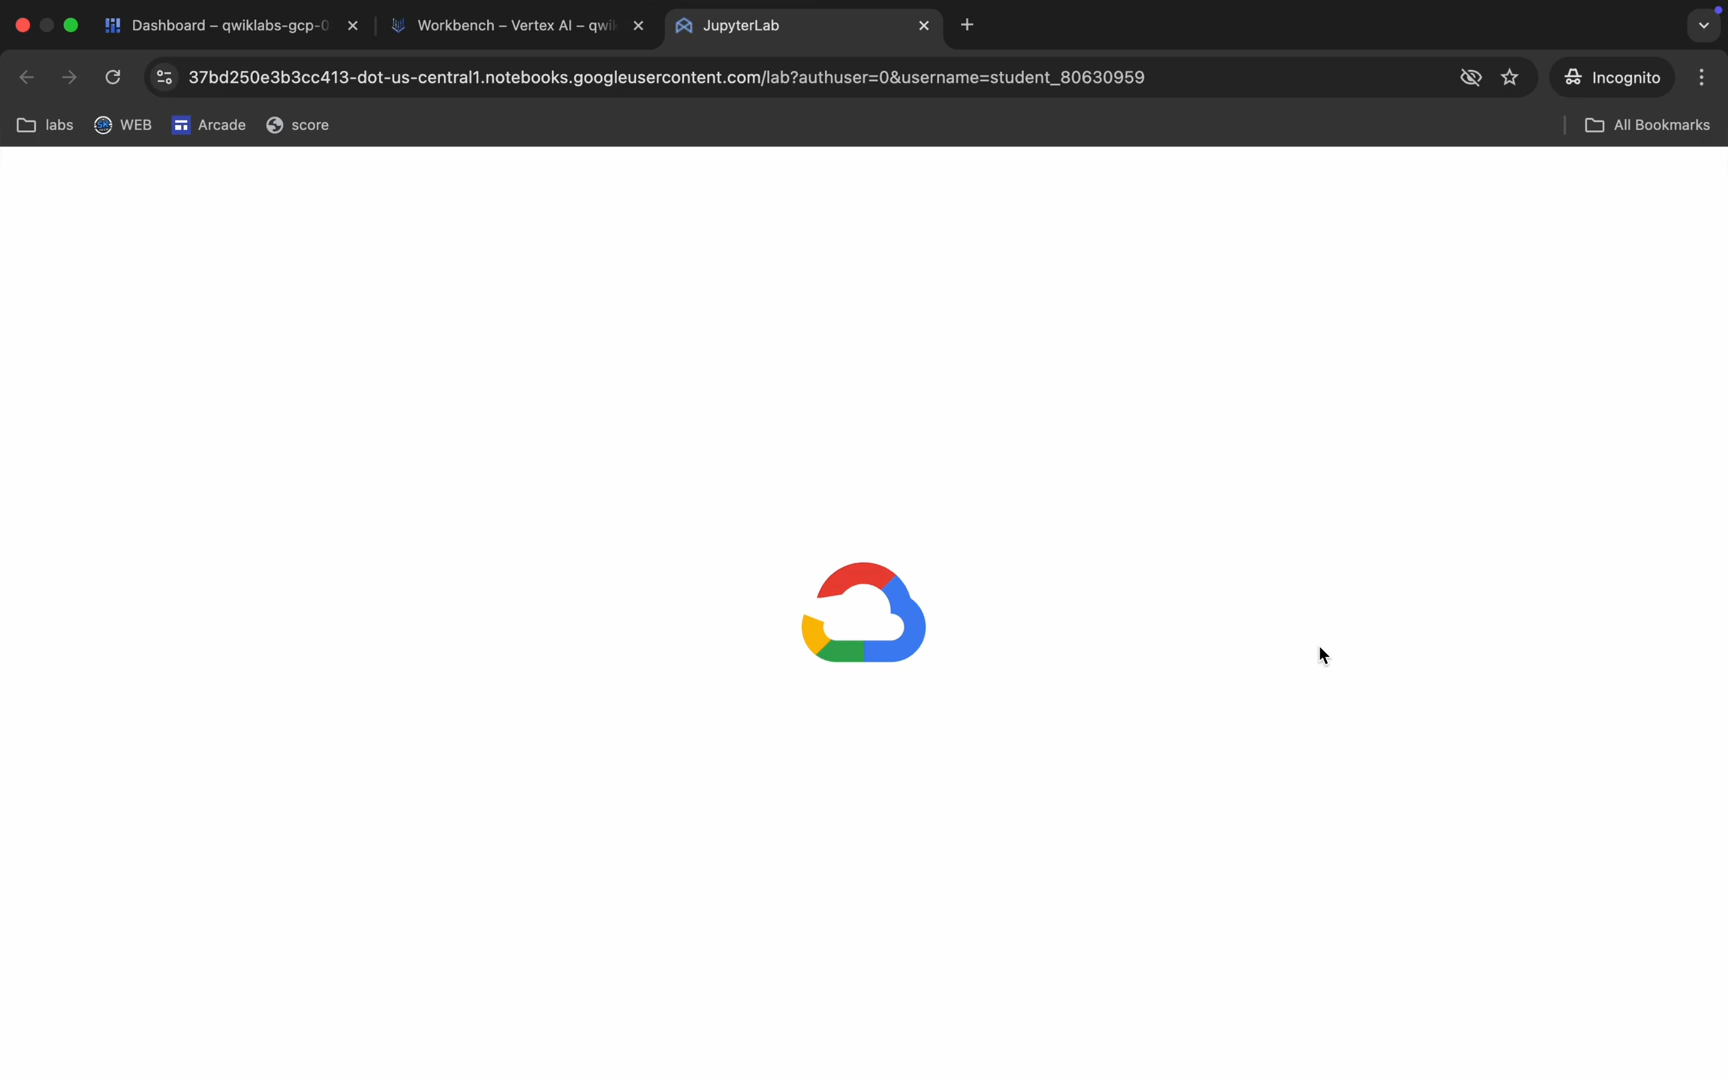 Dashboard – qwiklabs-gcp-0
Workbench – Vertex AI – qwik
JupyterLab
37bd250e3b3cc413-dot-us-central1.notebooks.googleusercontent.com/lab?authuser=0&username=student_80630959
Incognito
labs
WEB
Arcade
score
All Bookmarks